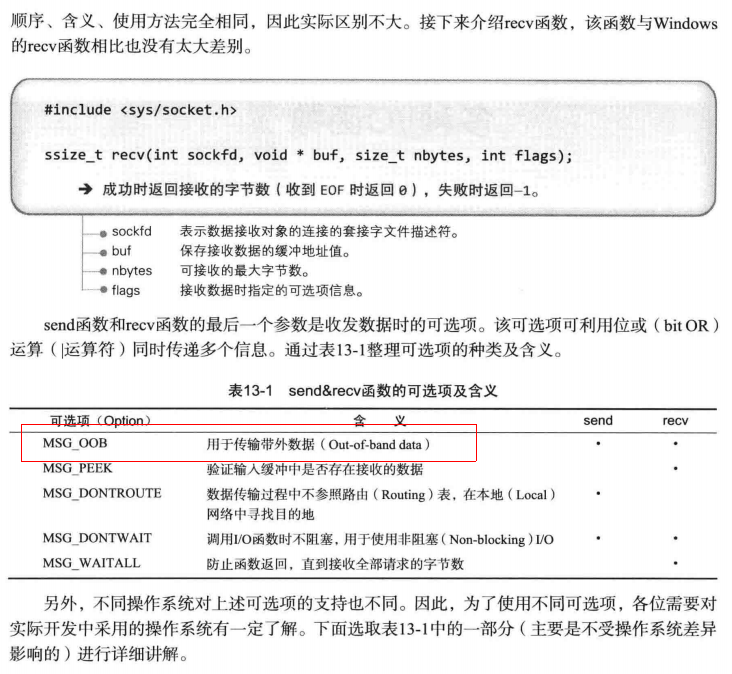 顺序、含义、使用方法完全相同，因此实际区别不大。接下来介绍recv函数，该函数与Windows
的recv函数相比也没有太大差别。
#include <sys/socket.h>
ssize_t recv(int sockfd, void * buf, size_t nbytes, int flags);
➔ 成功时返回接收的字节数（收到 EOF 时返回 0），失败时返回–1。
sockfd 表示数据接收对象的连接的套接字文件描述符。
buf 保存接收数据的缓冲地址值。
nbytes 可接收的最大字节数。
flags 接收数据时指定的可选项信息。
send函数和recv函数的最后一个参数是收发数据时的可选项。该可选项可利用位或（bit OR）
运算（|运算符）同时传递多个信息。通过表13-1整理可选项的种类及含义。
表13-1 send&recv函数的可选项及含义
可选项（Option） 含 义 send recv
MSG_OOB 用于传输带外数据（Out-of-band data） • •
MSG_PEEK 验证输入缓冲中是否存在接收的数据 •
MSG_DONTROUTE 数据传输过程中不参照路由（Routing）表，在本地（Local） •
网络中寻找目的地
MSG_DONTWAIT 调用I/O函数时不阻塞，用于使用非阻塞（Non-blocking）I/O • •
MSG_WAITALL 防止函数返回，直到接收全部请求的字节数 •
另外，不同操作系统对上述可选项的支持也不同。因此，为了使用不同可选项，各位需要对
实际开发中采用的操作系统有一定了解。下面选取表13-1中的一部分（主要是不受操作系统差异
影响的）进行详细讲解。